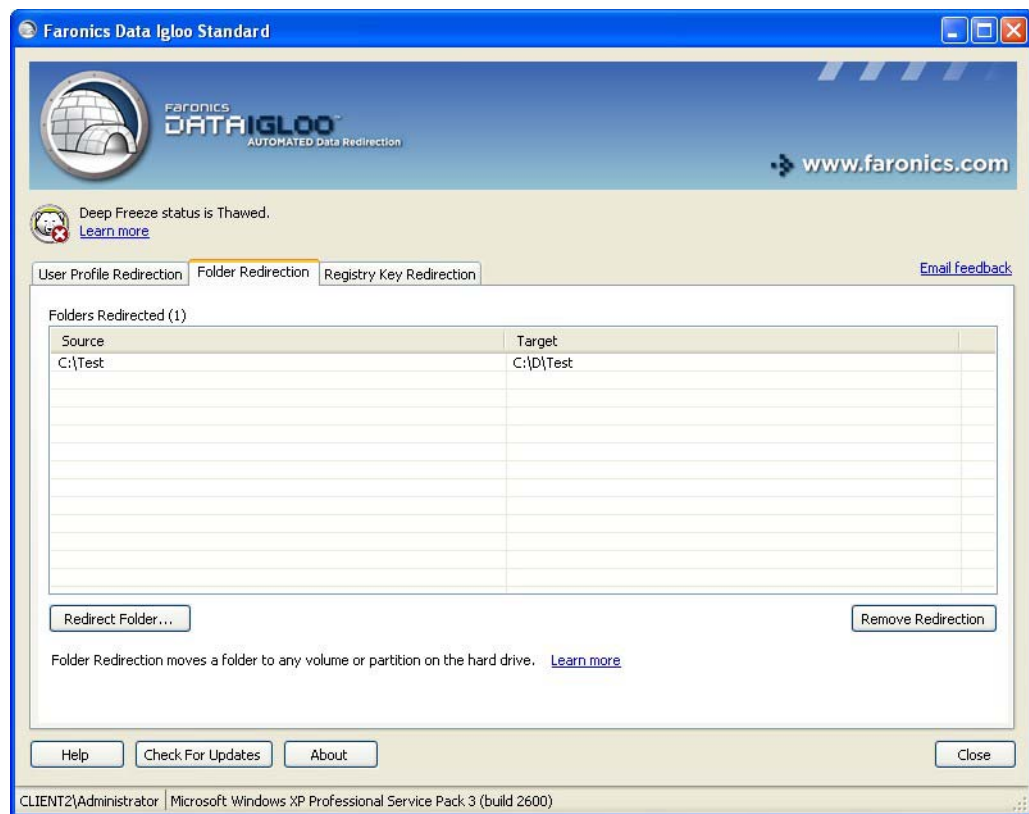 Faronics Data Igloo Standard
Faronics
DATAIGLOO™
AUTOMATED Data Redirection
www.faronics.com
Deep Freeze status is Thawed.
Learn more
User Profile Redirection Folder Redirection Registry Key Redirection Email feedback
Folders Redirected (1)
Source Target
C:\Test C:\D\Test
Redirect Folder... Remove Redirection
Folder Redirection moves a folder to any volume or partition on the hard drive. Learn more
Help Check For Updates About Close
CLIENT2\Administrator Microsoft Windows XP Professional Service Pack 3 (build 2600)